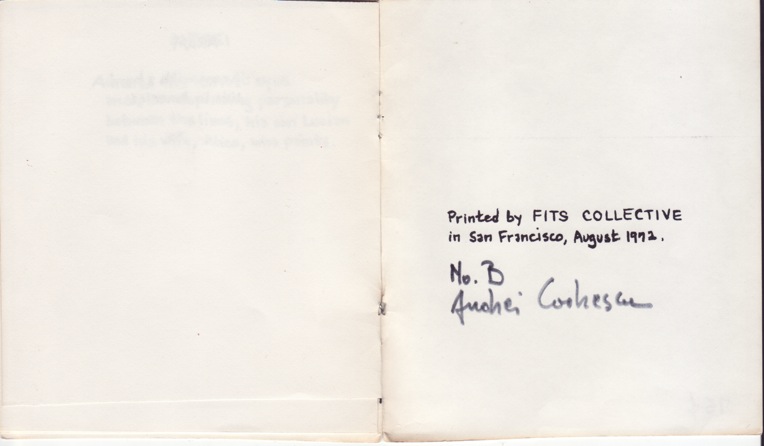 Printed by FITS COLLECTIVE
in San Francisco, August 1972.
No. B
Andrei Codrescu